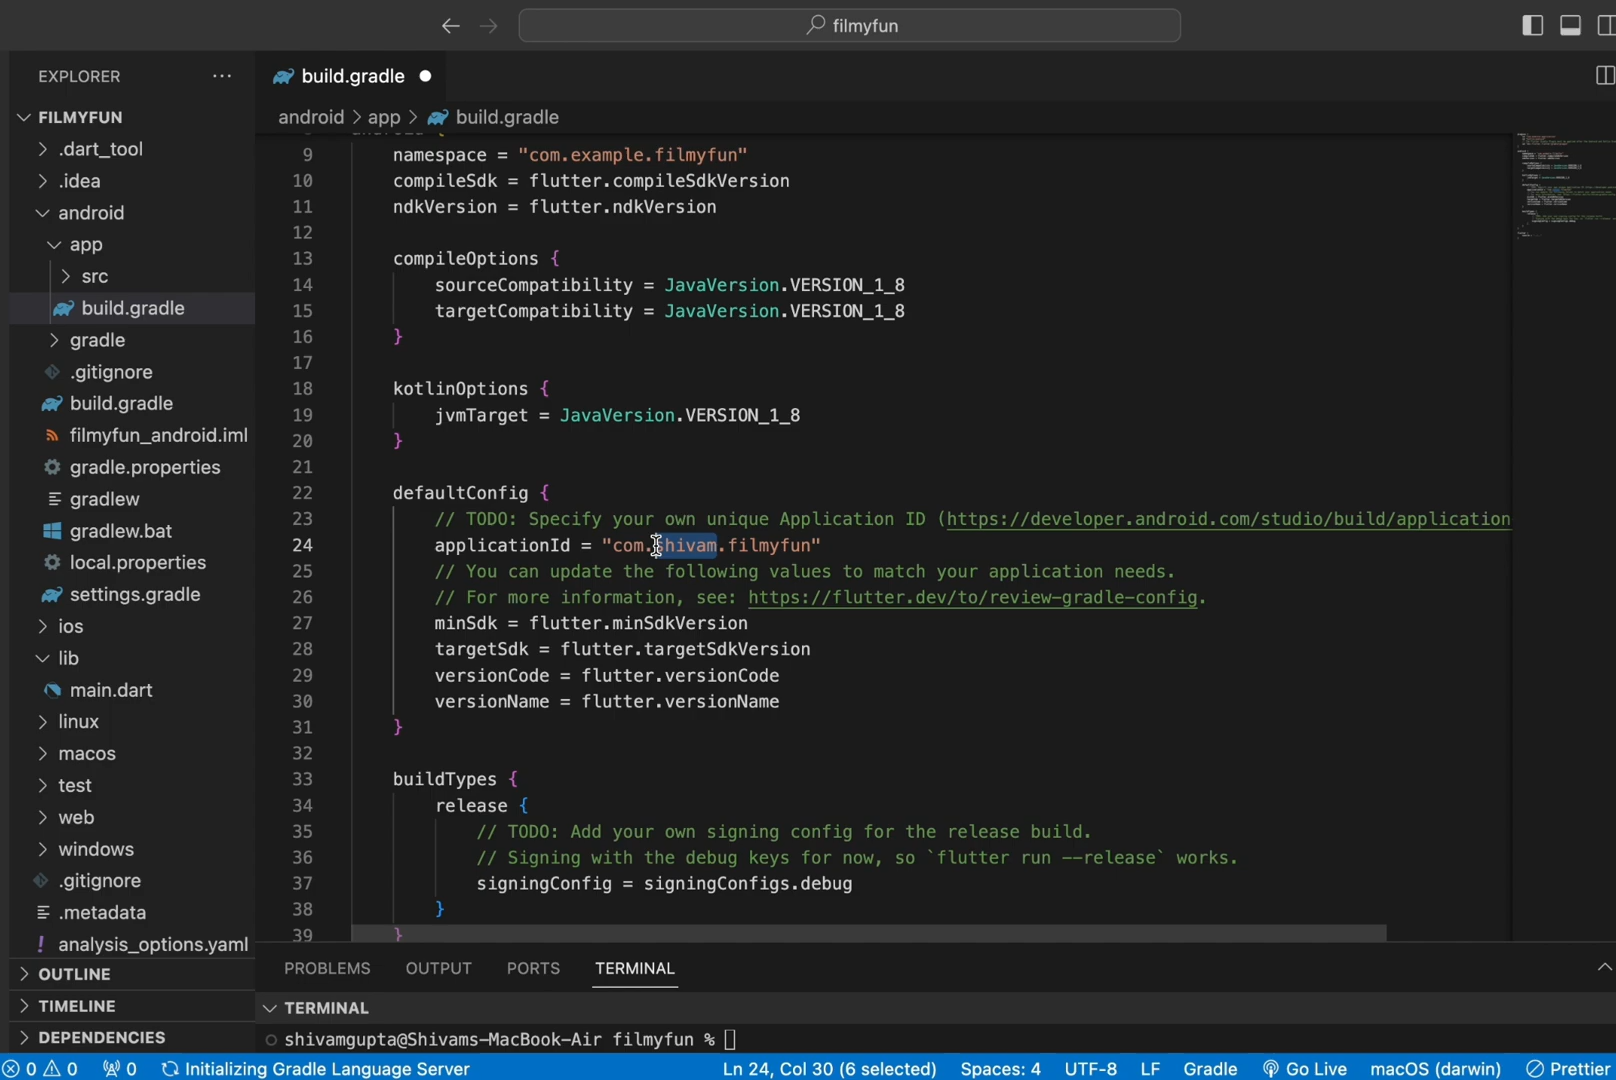 filmyfun
EXPLORER
build.gradle
FILMYFUN
.dart_tool
.idea
android
app
src
build.gradle
gradle
.gitignore
build.gradle
filmyfun_android.iml
gradle.properties
gradlew
gradlew.bat
local.properties
settings.gradle
ios
lib
main.dart
linux
macos
test
web
windows
.gitignore
.metadata
analysis_options.yaml
OUTLINE
TIMELINE
DEPENDENCIES
android > app > build.gradle
9 namespace = "com.example.filmyfun"
10 compileSdk = flutter.compileSdkVersion
11 ndkVersion = flutter.ndkVersion
12
13 compileOptions {
14 sourceCompatibility = JavaVersion.VERSION_1_8
15 targetCompatibility = JavaVersion.VERSION_1_8
16 }
17
18 kotlinOptions {
19 jvmTarget = JavaVersion.VERSION_1_8
20 }
21
22 defaultConfig {
23 // TODO: Specify your own unique Application ID (https://developer.android.com/studio/build/application
24 applicationId = "com.shivam.filmyfun"
25 // You can update the following values to match your application needs.
26 // For more information, see: https://flutter.dev/to/review-gradle-config.
27 minSdk = flutter.minSdkVersion
28 targetSdk = flutter.targetSdkVersion
29 versionCode = flutter.versionCode
30 versionName = flutter.versionName
31 }
32
33 buildTypes {
34 release {
35 // TODO: Add your own signing config for the release build.
36 // Signing with the debug keys for now, so `flutter run --release` works.
37 signingConfig = signingConfigs.debug
38 }
39 }
PROBLEMS OUTPUT PORTS TERMINAL
TERMINAL
shivamgupta@Shivams-MacBook-Air filmyfun %
0 0 0 Initializing Gradle Language Server Ln 24, Col 30 (6 selected) Spaces: 4 UTF-8 LF Gradle Go Live macOS (darwin) Prettier